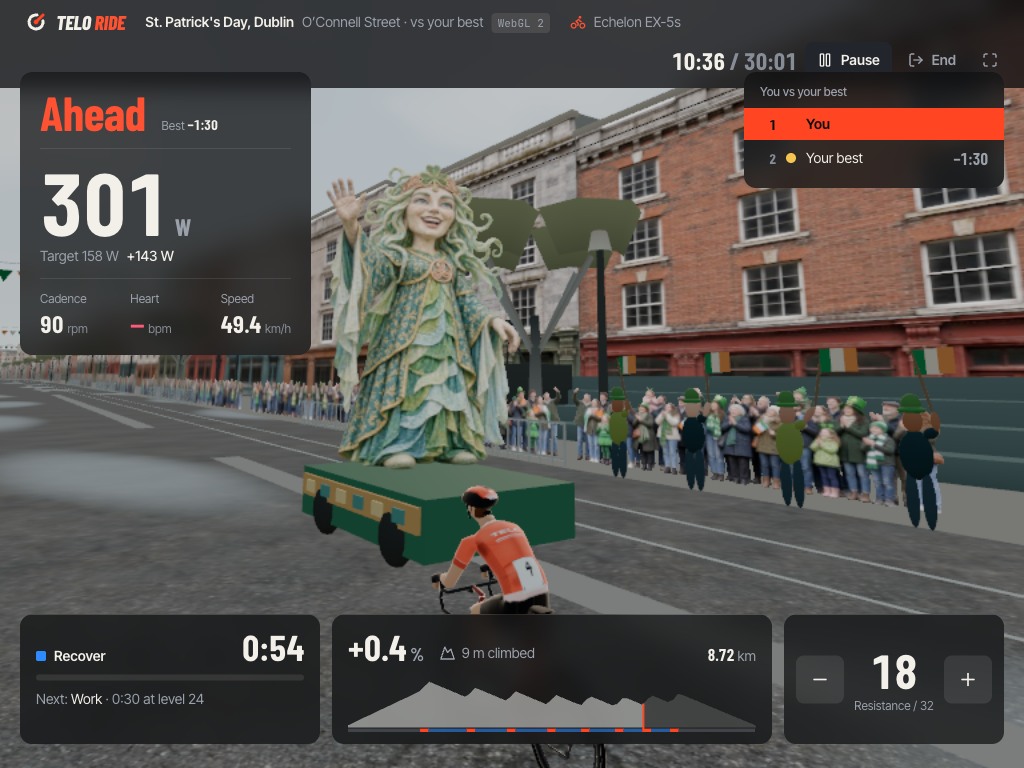 TELO RIDE St. Patrick's Day, Dublin O'Connell Street · vs your best WebGL 2 Echelon EX-5s
10:36 / 30:01 Pause End
Ahead Best −1:30
301 W
Target 158 W +143 W
Cadence Heart Speed
90 rpm — bpm 49.4 km/h
You vs your best
1 You
2 Your best −1:30
TELO
Recover 0:54
Next: Work · 0:30 at level 24
+0.4 % 9 m climbed 8.72 km
− 18 +
Resistance / 32